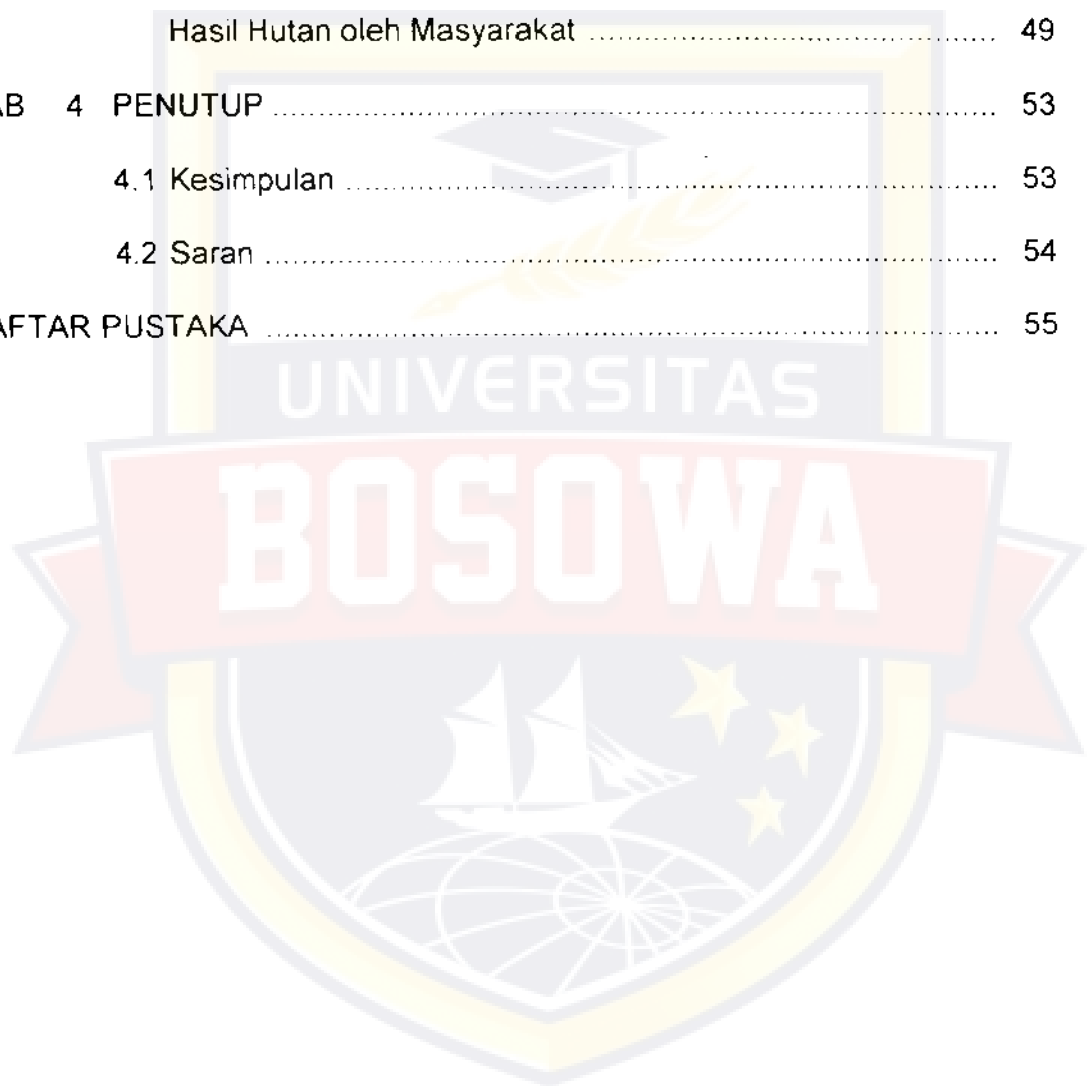 Hasil Hutan oleh Masyarakat ........................................ 49
AB 4 PENUTUP ........................................ 53
4.1 Kesimpulan ........................................ 53
4.2 Saran ........................................ 54
AFTAR PUSTAKA ........................................ 55
UNIVERSITAS
BOSOWA